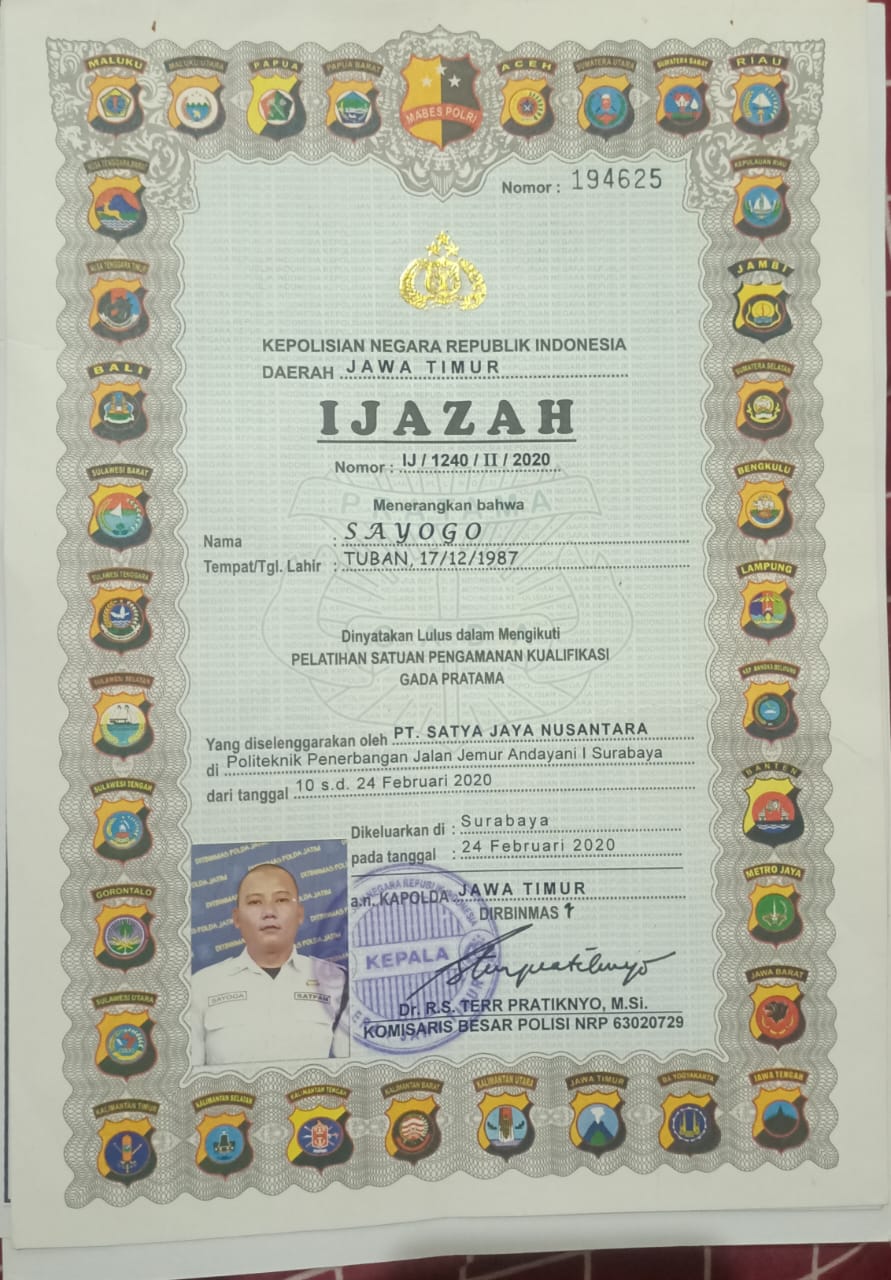 MALUKU
MALUKU UTARA
PAPUA
PAPUA BARAT
MABES POLRI
ACEH
SUMATERA UTARA
SUMATERA BARAT
RIAU
NUSA TENGGARA BARAT
KEPULAUAN RIAU
NUSA TENGGARA TIMUR
JAMBI
BALI
SUMATERA SELATAN
SULAWESI BARAT
BENGKULU
SULAWESI TENGGARA
LAMPUNG
SULAWESI SELATAN
KEP. BANGKA BELITUNG
SULAWESI TENGAH
BANTEN
GORONTALO
METRO JAYA
SULAWESI UTARA
JAWA BARAT
KALIMANTAN TIMUR
KALIMANTAN SELATAN
KALIMANTAN TENGAH
KALIMANTAN BARAT
KALIMANTAN UTARA
JAWA TIMUR
DA YOGYAKARTA
JAWA TENGAH
Nomor : 194625
KEPOLISIAN NEGARA REPUBLIK INDONESIA
DAERAH JAWA TIMUR
IJAZAH
Nomor : IJ / 1240 / II / 2020
Menerangkan bahwa
PRATAMA
GADA
Nama : SAYOGO
Tempat/Tgl. Lahir : TUBAN, 17/12/1987
Dinyatakan Lulus dalam Mengikuti
PELATIHAN SATUAN PENGAMANAN KUALIFIKASI
GADA PRATAMA
Yang diselenggarakan oleh PT. SATYA JAYA NUSANTARA
di Politeknik Penerbangan Jalan Jemur Andayani I Surabaya
dari tanggal 10 s.d. 24 Februari 2020
Dikeluarkan di : Surabaya
pada tanggal : 24 Februari 2020
a.n. KAPOLDA JAWA TIMUR
DIRBINMAS
KEPALA
Dr. R.S. TERR PRATIKNYO, M.Si.
KOMISARIS BESAR POLISI NRP 63020729
DITBINMAS POLDA JATIM
SAYOGA
SATPAM